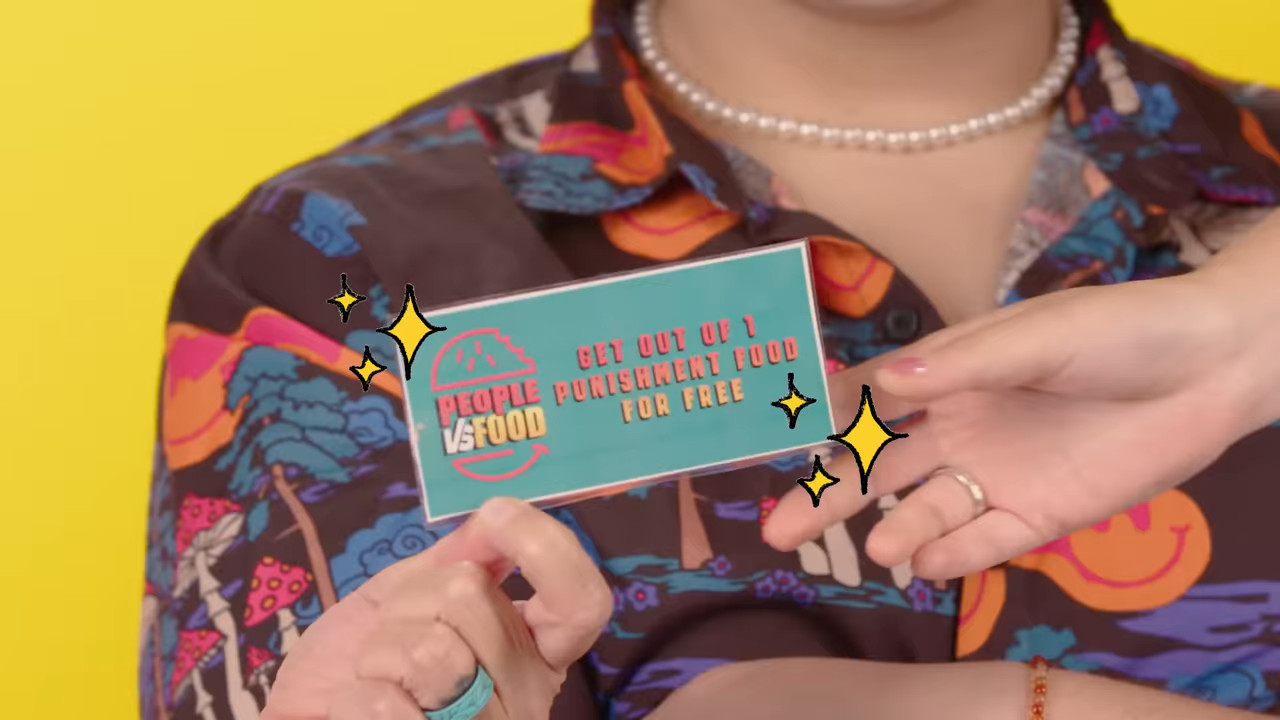 PEOPLE
VS FOOD
GET OUT OF 1
PUNISHMENT FOOD
FOR FREE